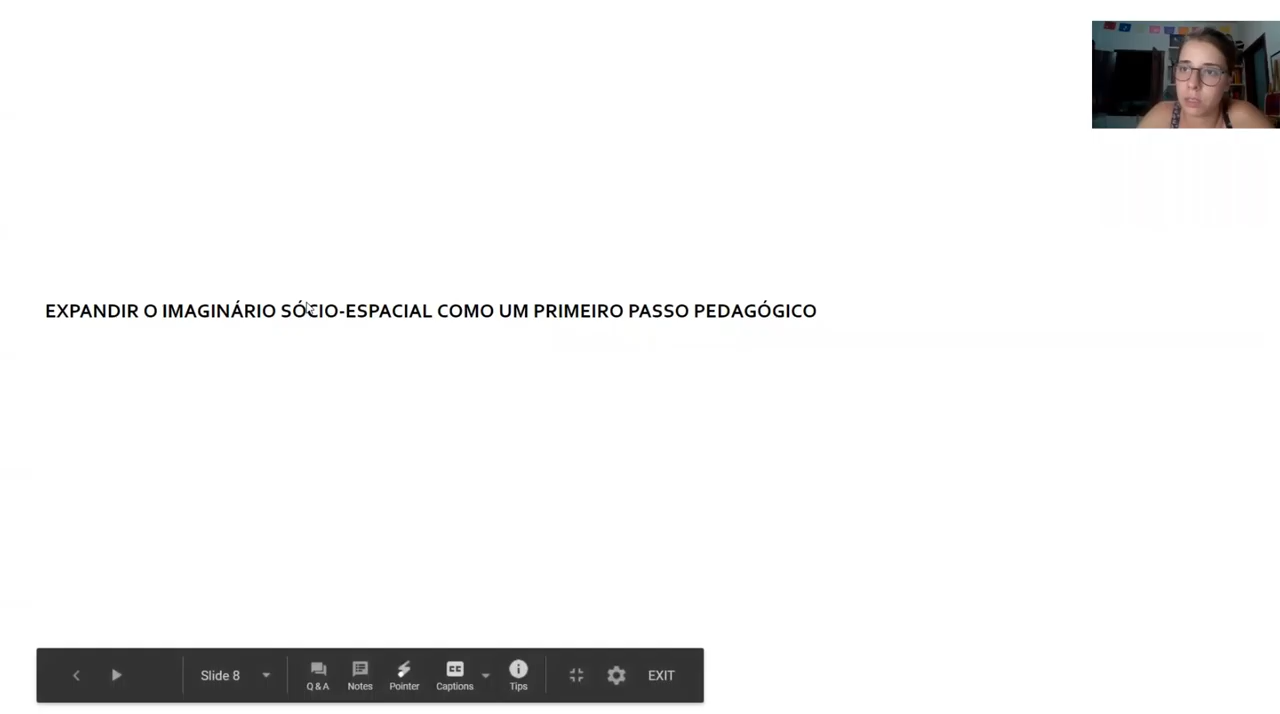 EXPANDIR O IMAGINÁRIO SÓCIO-ESPACIAL COMO UM PRIMEIRO PASSO PEDAGÓGICO
Slide 8
Q & A
Notes
Pointer
Captions
Tips
EXIT